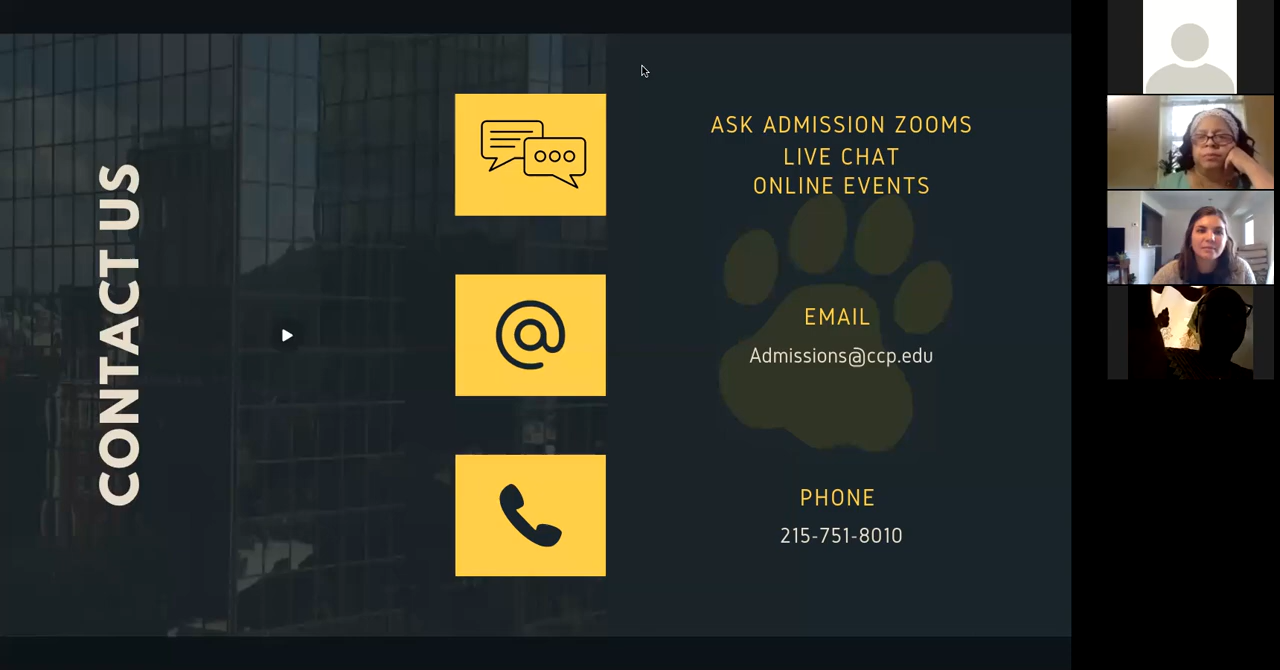 CONTACT US
ASK ADMISSION ZOOMS
LIVE CHAT
ONLINE EVENTS
EMAIL
Admissions@ccp.edu
PHONE
215-751-8010